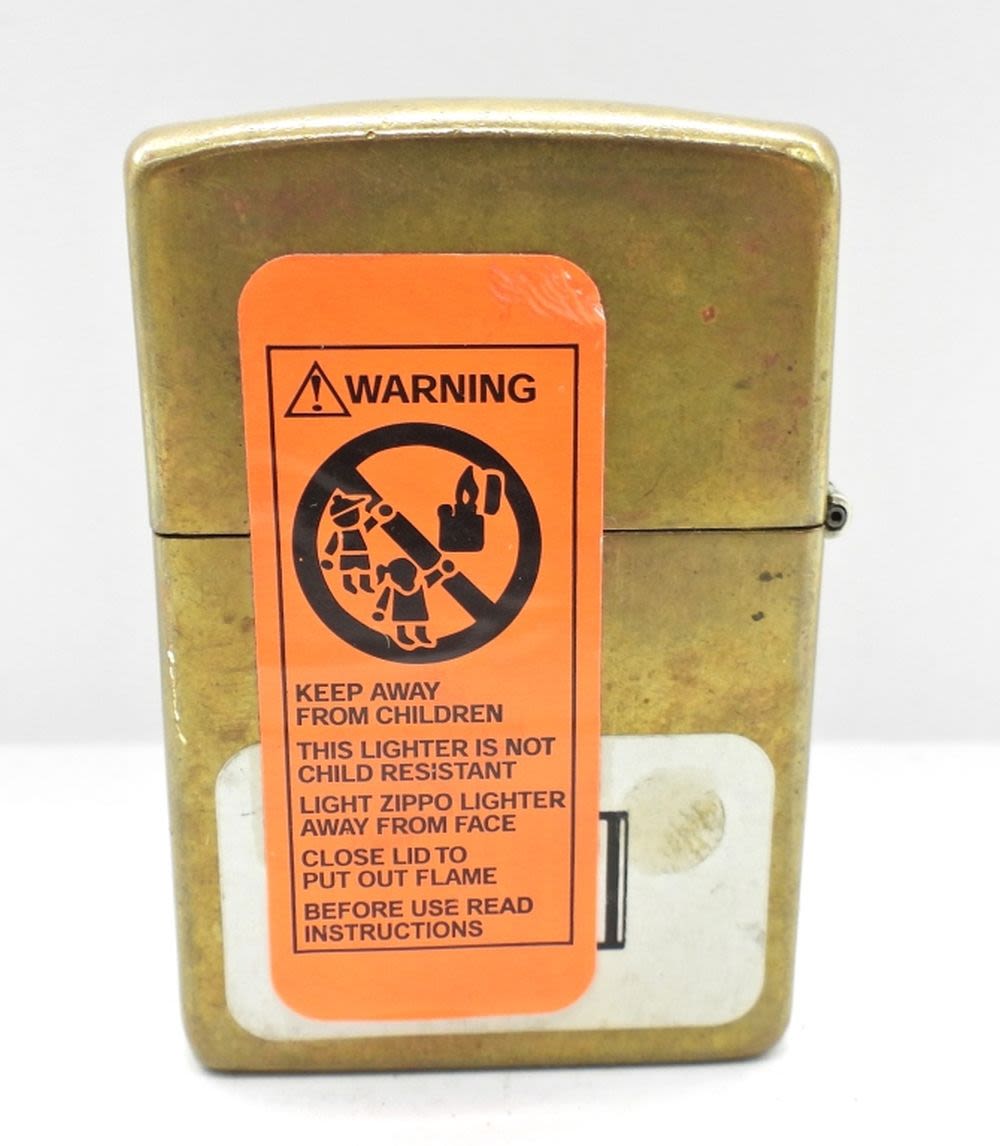 WARNING
KEEP AWAY
FROM CHILDREN
THIS LIGHTER IS NOT
CHILD RESISTANT
LIGHT ZIPPO LIGHTER
AWAY FROM FACE
CLOSE LID TO
PUT OUT FLAME
BEFORE USE READ
INSTRUCTIONS